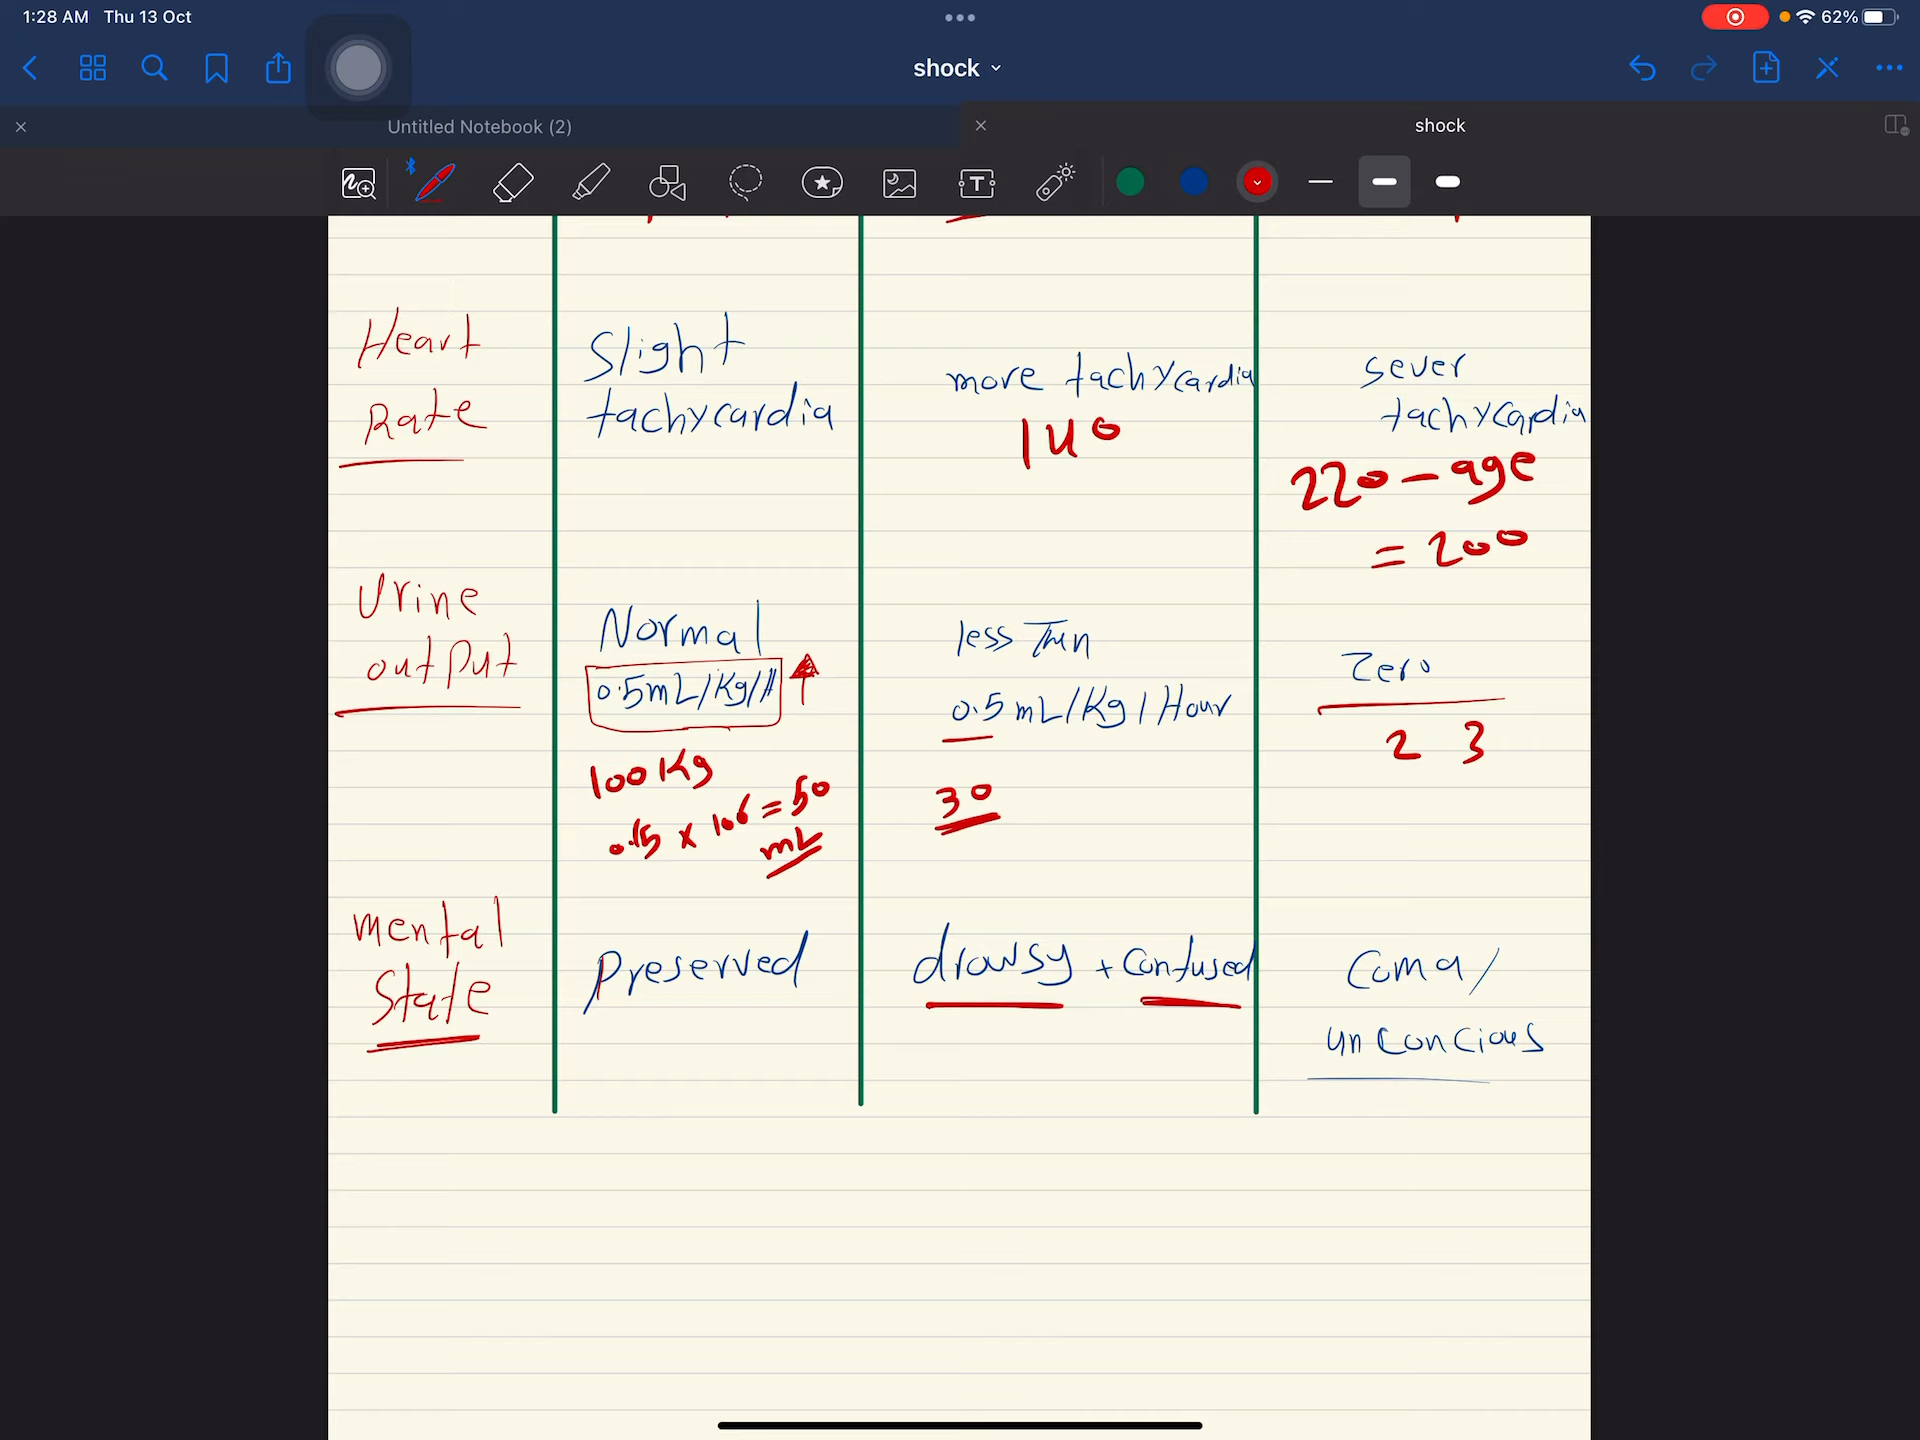 1:28 AM Thu 13 Oct
62%
shock
Untitled Notebook (2)
shock
Heart
Rate
Slight
tachycardia
more tachycardia
140
sever
tachycardia
220 - age
= 200
Urine
output
Normal
0.5mL/Kg/H
100 Kg
0.5 x 100 = 50
mL
less Than
0.5 mL/Kg/Hour
30
Zero
2 3
mental
State
Preserved
drowsy + Confused
Coma /
unconcious